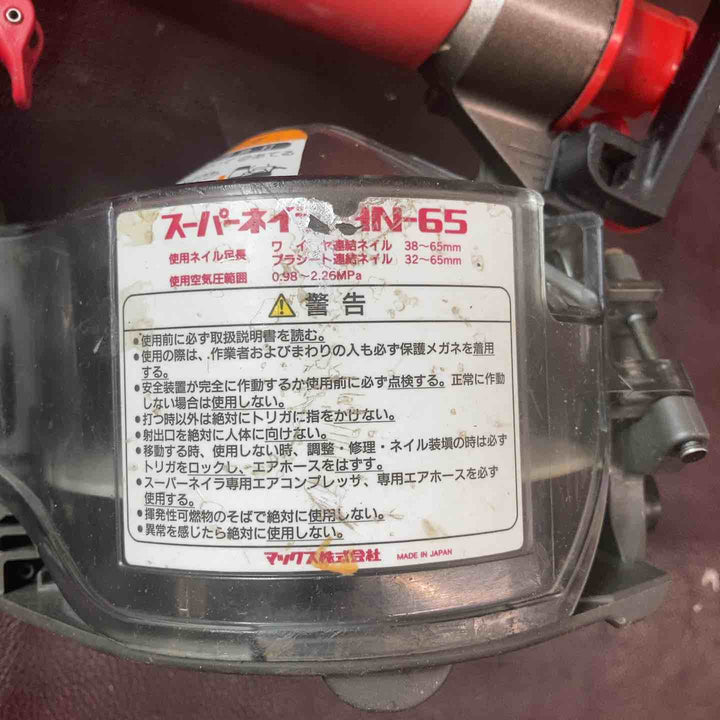 スーパーネイ HN-65
使用ネイル足長 ワイヤ連結ネイル 38～65mm
プラシート連結ネイル 32～65mm
使用空気圧範囲 0.98～2.26MPa
警告
●使用前に必ず取扱説明書を読む。
●使用の際は、作業者およびまわりの人も必ず保護メガネを着用
する。
●安全装置が完全に作動するか使用前に必ず点検する。正常に作動
しない場合は使用しない。
●打つ時以外は絶対にトリガに指をかけない。
●射出口を絶対に人体に向けない。
●移動する時、使用しない時、調整・修理・ネイル装填の時は必ず
トリガをロックし、エアホースをはずす。
●スーパーネイラ専用エアコンプレッサ、専用エアホースを必ず
使用する。
●揮発性可燃物のそばで絶対に使用しない。
●異常を感じたら絶対に使用しない。
マックス株式会社 MADE IN JAPAN